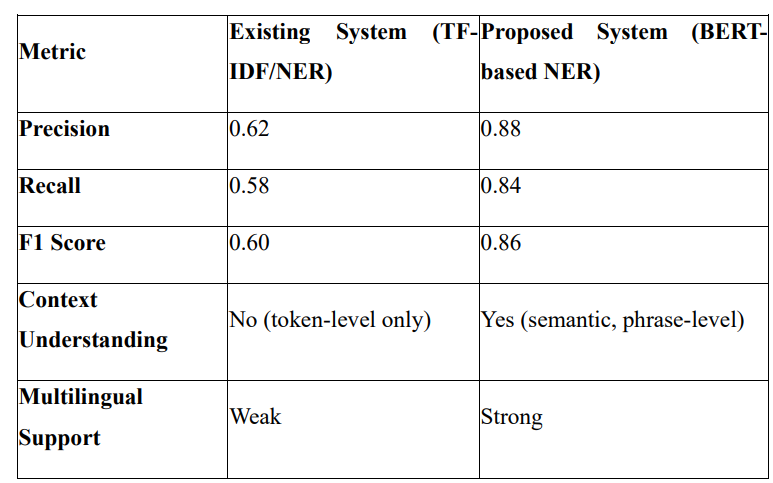 Metric
Existing System (TF-
IDF/NER)
Proposed System (BERT-
based NER)
Precision
0.62
0.88
Recall
0.58
0.84
F1 Score
0.60
0.86
Context
Understanding
No (token-level only)
Yes (semantic, phrase-level)
Multilingual
Support
Weak
Strong